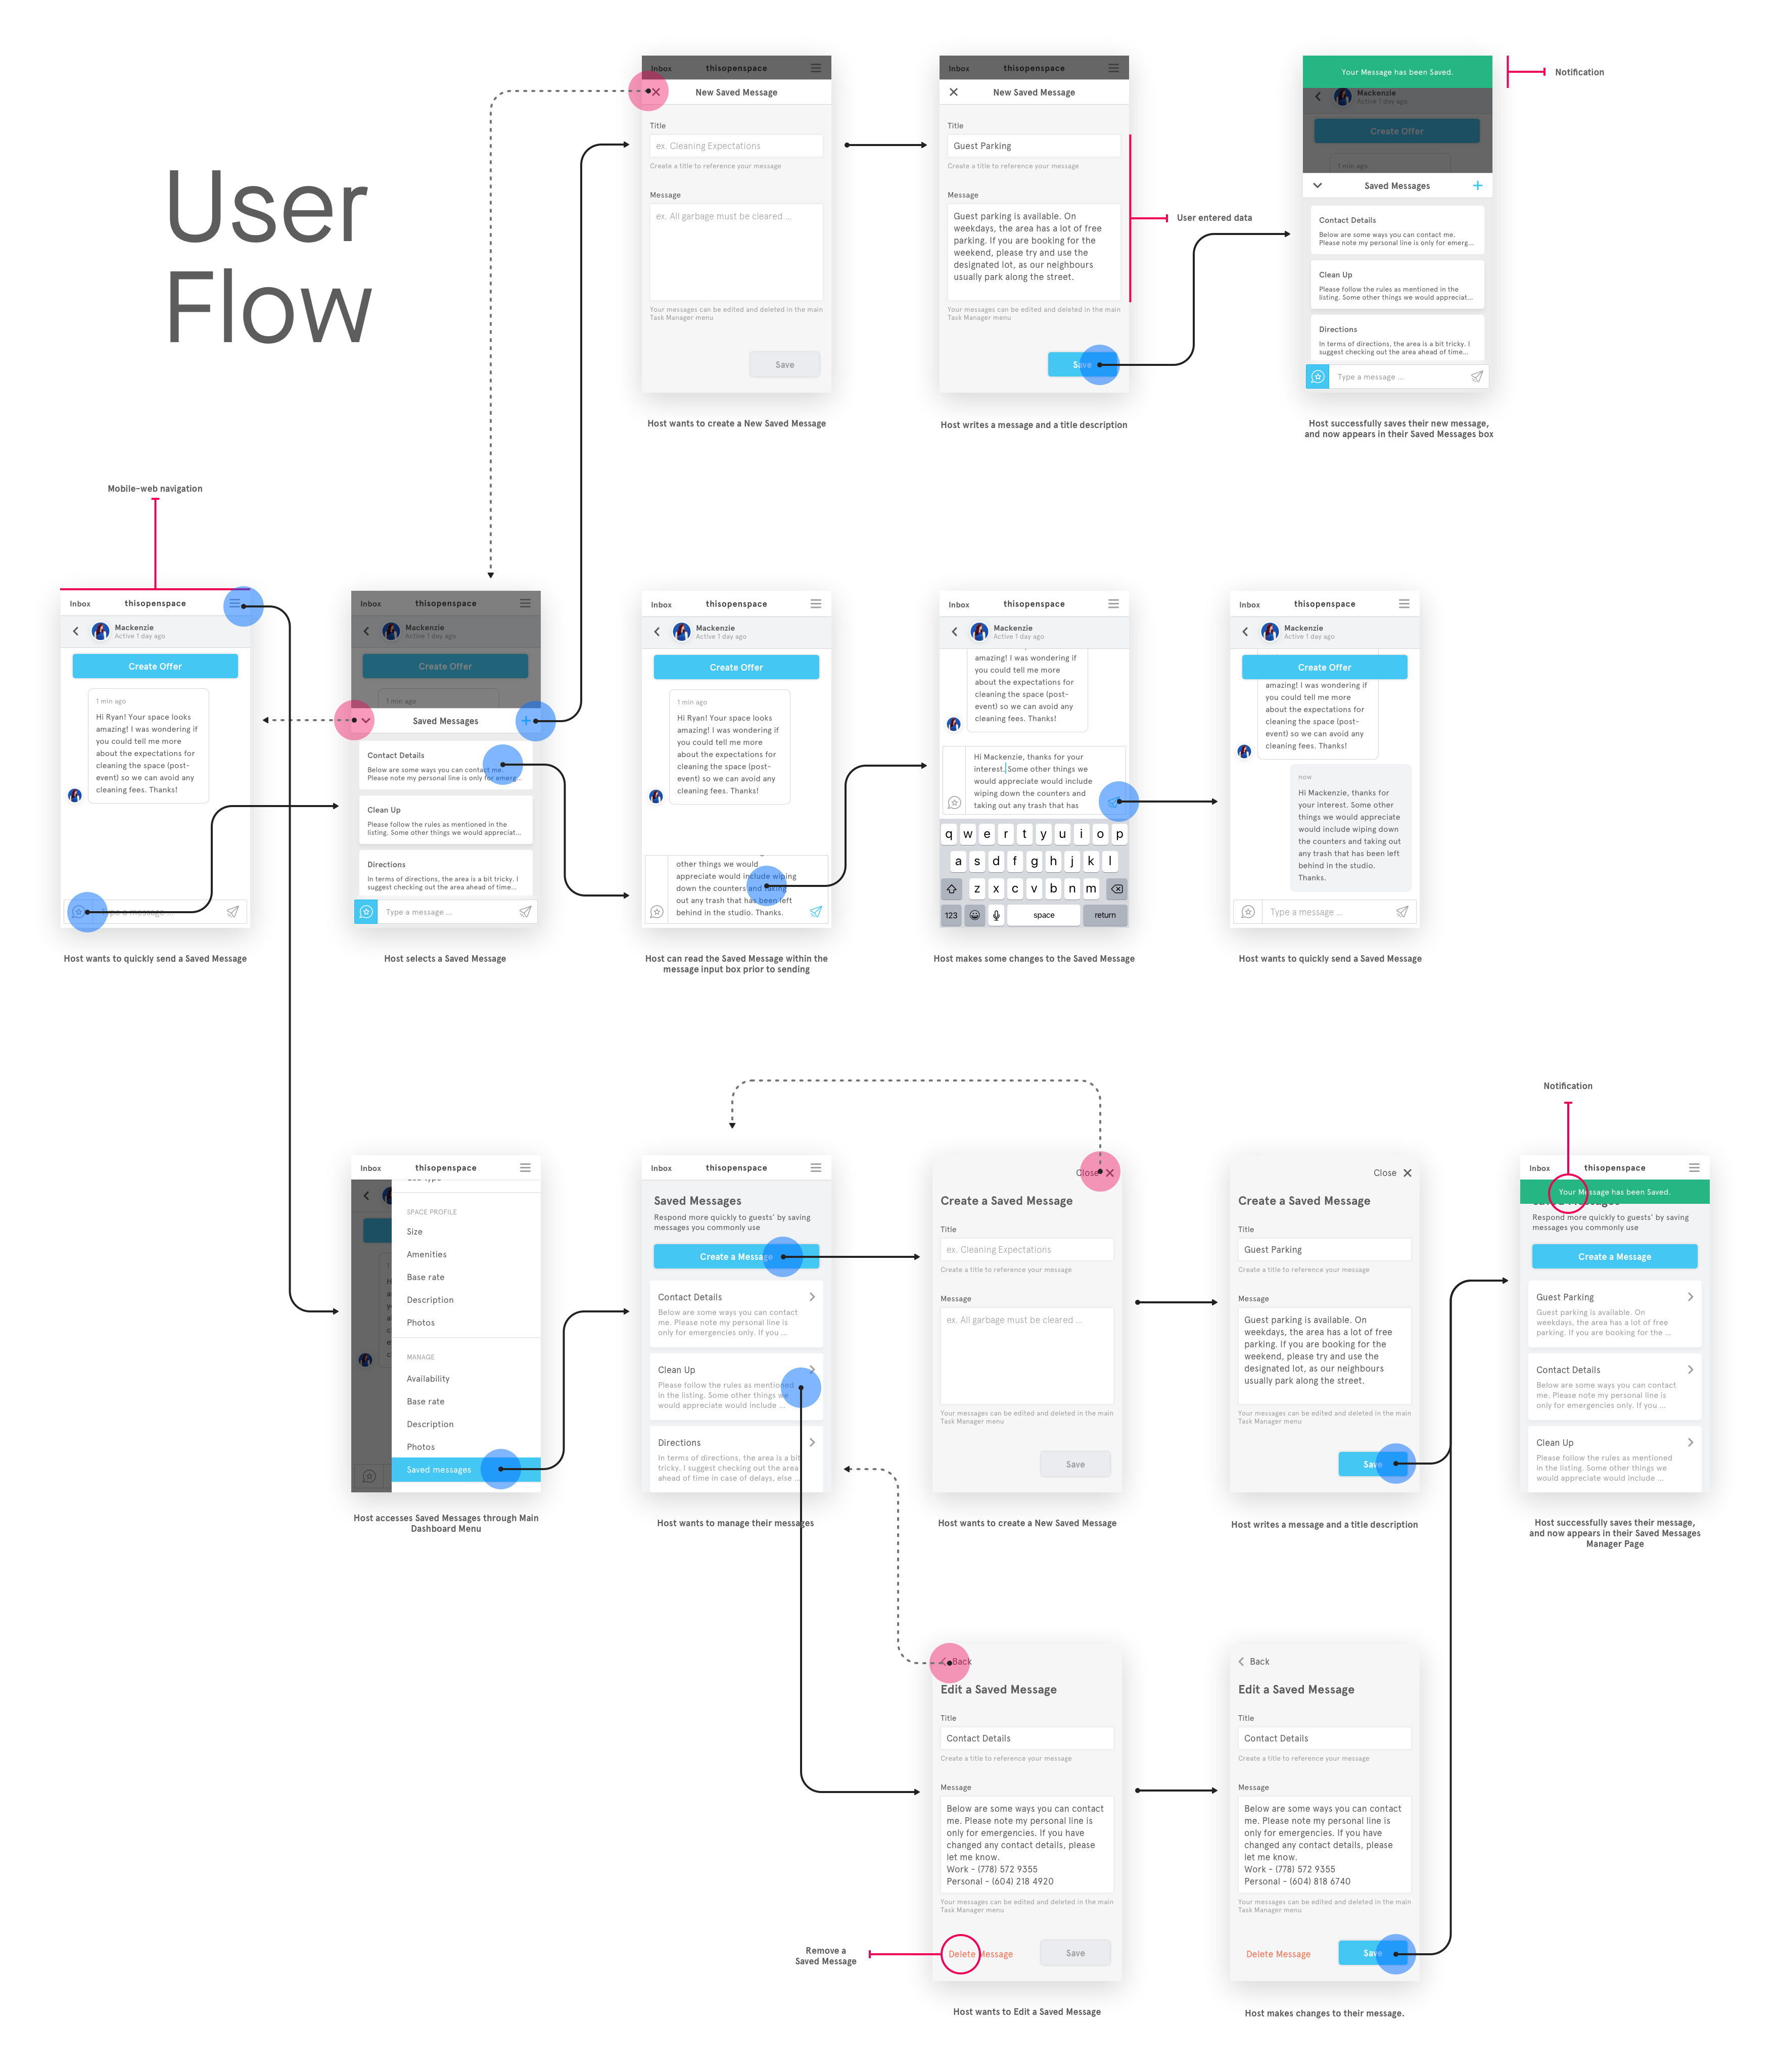 User
Flow
Inbox thisopenspace
New Saved Message
Title
ex. Cleaning Expectations
Create a title to reference your message
Message
ex. All garbage must be cleared ...
Your messages can be edited and deleted in the main
Task Manager menu
Save
Host wants to create a New Saved Message
Inbox thisopenspace
New Saved Message
Title
Guest Parking
Create a title to reference your message
Message
Guest parking is available. On
weekdays, the area has a lot of free
parking. If you are booking for the
weekend, please try and use the
designated lot, as our neighbours
usually park along the street.
Your messages can be edited and deleted in the main
Task Manager menu
Save
Host writes a message and a title description
User entered data
Your Message has been Saved.
Mackenzie
Active 1 day ago
Create Offer
1 min ago
Saved Messages
Contact Details
Below are some ways you can contact me.
Please note my personal line is only for emerg...
Clean Up
Please follow the rules as mentioned in the
listing. Some other things we would appreciat...
Directions
In terms of directions, the area is a bit tricky. I
suggest checking out the area ahead of time...
Type a message ...
Host successfully saves their new message,
and now appears in their Saved Messages box
Notification
Mobile-web navigation
Inbox thisopenspace
Mackenzie
Active 1 day ago
Create Offer
1 min ago
Hi Ryan! Your space looks
amazing! I was wondering if
you could tell me more
about the expectations for
cleaning the space (post-
event) so we can avoid any
cleaning fees. Thanks!
Type a message ...
Host wants to quickly send a Saved Message
Inbox thisopenspace
Mackenzie
Active 1 day ago
Create Offer
1 min ago
Saved Messages
Contact Details
Below are some ways you can contact me.
Please note my personal line is only for emerg...
Clean Up
Please follow the rules as mentioned in the
listing. Some other things we would appreciat...
Directions
In terms of directions, the area is a bit tricky. I
suggest checking out the area ahead of time...
Type a message ...
Host selects a Saved Message
Inbox thisopenspace
Mackenzie
Active 1 day ago
Create Offer
1 min ago
Hi Ryan! Your space looks
amazing! I was wondering if
you could tell me more
about the expectations for
cleaning the space (post-
event) so we can avoid any
cleaning fees. Thanks!
other things we would
appreciate would include wiping
down the counters and taking
out any trash that has been left
behind in the studio. Thanks.
Host can read the Saved Message within the
message input box prior to sending
Inbox thisopenspace
Mackenzie
Active 1 day ago
amazing! I was wondering if
you could tell me more
about the expectations for
cleaning the space (post-
event) so we can avoid any
cleaning fees. Thanks!
Hi Mackenzie, thanks for your
interest. Some other things we
would appreciate would include
wiping down the counters and
taking out any trash that has
q w e r t y u i o p
a s d f g h j k l
z x c v b n m
123 space return
Host makes some changes to the Saved Message
Inbox thisopenspace
Mackenzie
Active 1 day ago
Create Offer
amazing! I was wondering if
you could tell me more
about the expectations for
cleaning the space (post-
event) so we can avoid any
cleaning fees. Thanks!
now
Hi Mackenzie, thanks for
your interest. Some other
things we would appreciate
would include wiping down
the counters and taking out
any trash that has been left
behind in the studio.
Thanks.
Type a message ...
Host wants to quickly send a Saved Message
Inbox thisopenspace
SPACE PROFILE
Size
Amenities
Base rate
Description
Photos
MANAGE
Availability
Base rate
Description
Photos
Saved messages
Host accesses Saved Messages through Main
Dashboard Menu
Inbox thisopenspace
Saved Messages
Respond more quickly to guests' by saving
messages you commonly use
Create a Message
Contact Details
Below are some ways you can contact
me. Please note my personal line is
only for emergencies only. If you ...
Clean Up
Please follow the rules as mentioned
in the listing. Some other things we
would appreciate would include ...
Directions
In terms of directions, the area is a bit
tricky. I suggest checking out the area
ahead of time in case of delays, else ...
Host wants to manage their messages
Close
Create a Saved Message
Title
ex. Cleaning Expectations
Create a title to reference your message
Message
ex. All garbage must be cleared ...
Your messages can be edited and deleted in the main
Task Manager menu
Save
Host wants to create a New Saved Message
Close
Create a Saved Message
Title
Guest Parking
Create a title to reference your message
Message
Guest parking is available. On
weekdays, the area has a lot of free
parking. If you are booking for the
weekend, please try and use the
designated lot, as our neighbours
usually park along the street.
Your messages can be edited and deleted in the main
Task Manager menu
Save
Host writes a message and a title description
Notification
Inbox thisopenspace
Your Message has been Saved.
Respond more quickly to guests' by saving
messages you commonly use
Create a Message
Guest Parking
Guest parking is available. On
weekdays, the area has a lot of free
parking. If you are booking for the ...
Contact Details
Below are some ways you can contact
me. Please note my personal line is
only for emergencies only. If you ...
Clean Up
Please follow the rules as mentioned
in the listing. Some other things we
would appreciate would include ...
Host successfully saves their message,
and now appears in their Saved Messages
Manager Page
Back
Edit a Saved Message
Title
Contact Details
Create a title to reference your message
Message
Below are some ways you can contact
me. Please note my personal line is
only for emergencies. If you have
changed any contact details, please
let me know.
Work - (778) 572 9355
Personal - (604) 218 4920
Your messages can be edited and deleted in the main
Task Manager menu
Delete Message Save
Remove a
Saved Message
Host wants to Edit a Saved Message
Back
Edit a Saved Message
Title
Contact Details
Create a title to reference your message
Message
Below are some ways you can contact
me. Please note my personal line is
only for emergencies. If you have
changed any contact details, please
let me know.
Work - (778) 572 9355
Personal - (604) 818 6740
Your messages can be edited and deleted in the main
Task Manager menu
Delete Message Save
Host makes changes to their message.